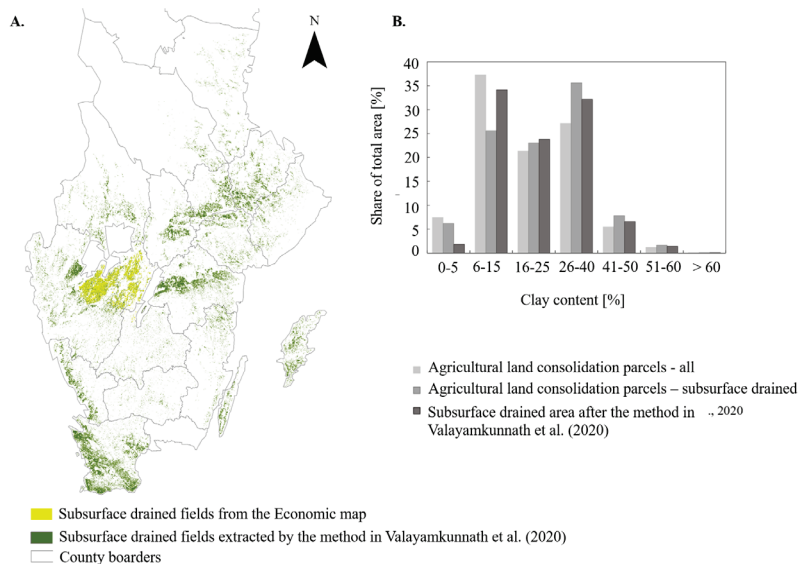 A.
N
Subsurface drained fields from the Economic map
Subsurface drained fields extracted by the method in Valayamkunnath et al. (2020)
County boarders
B.
Share of total area [%]
40
35
30
25
20
15
10
5
0
0-5 6-15 16-25 26-40 41-50 51-60 > 60
Clay content [%]
Agricultural land consolidation parcels - all
Agricultural land consolidation parcels – subsurface drained
Subsurface drained area after the method in ., 2020
Valayamkunnath et al. (2020)